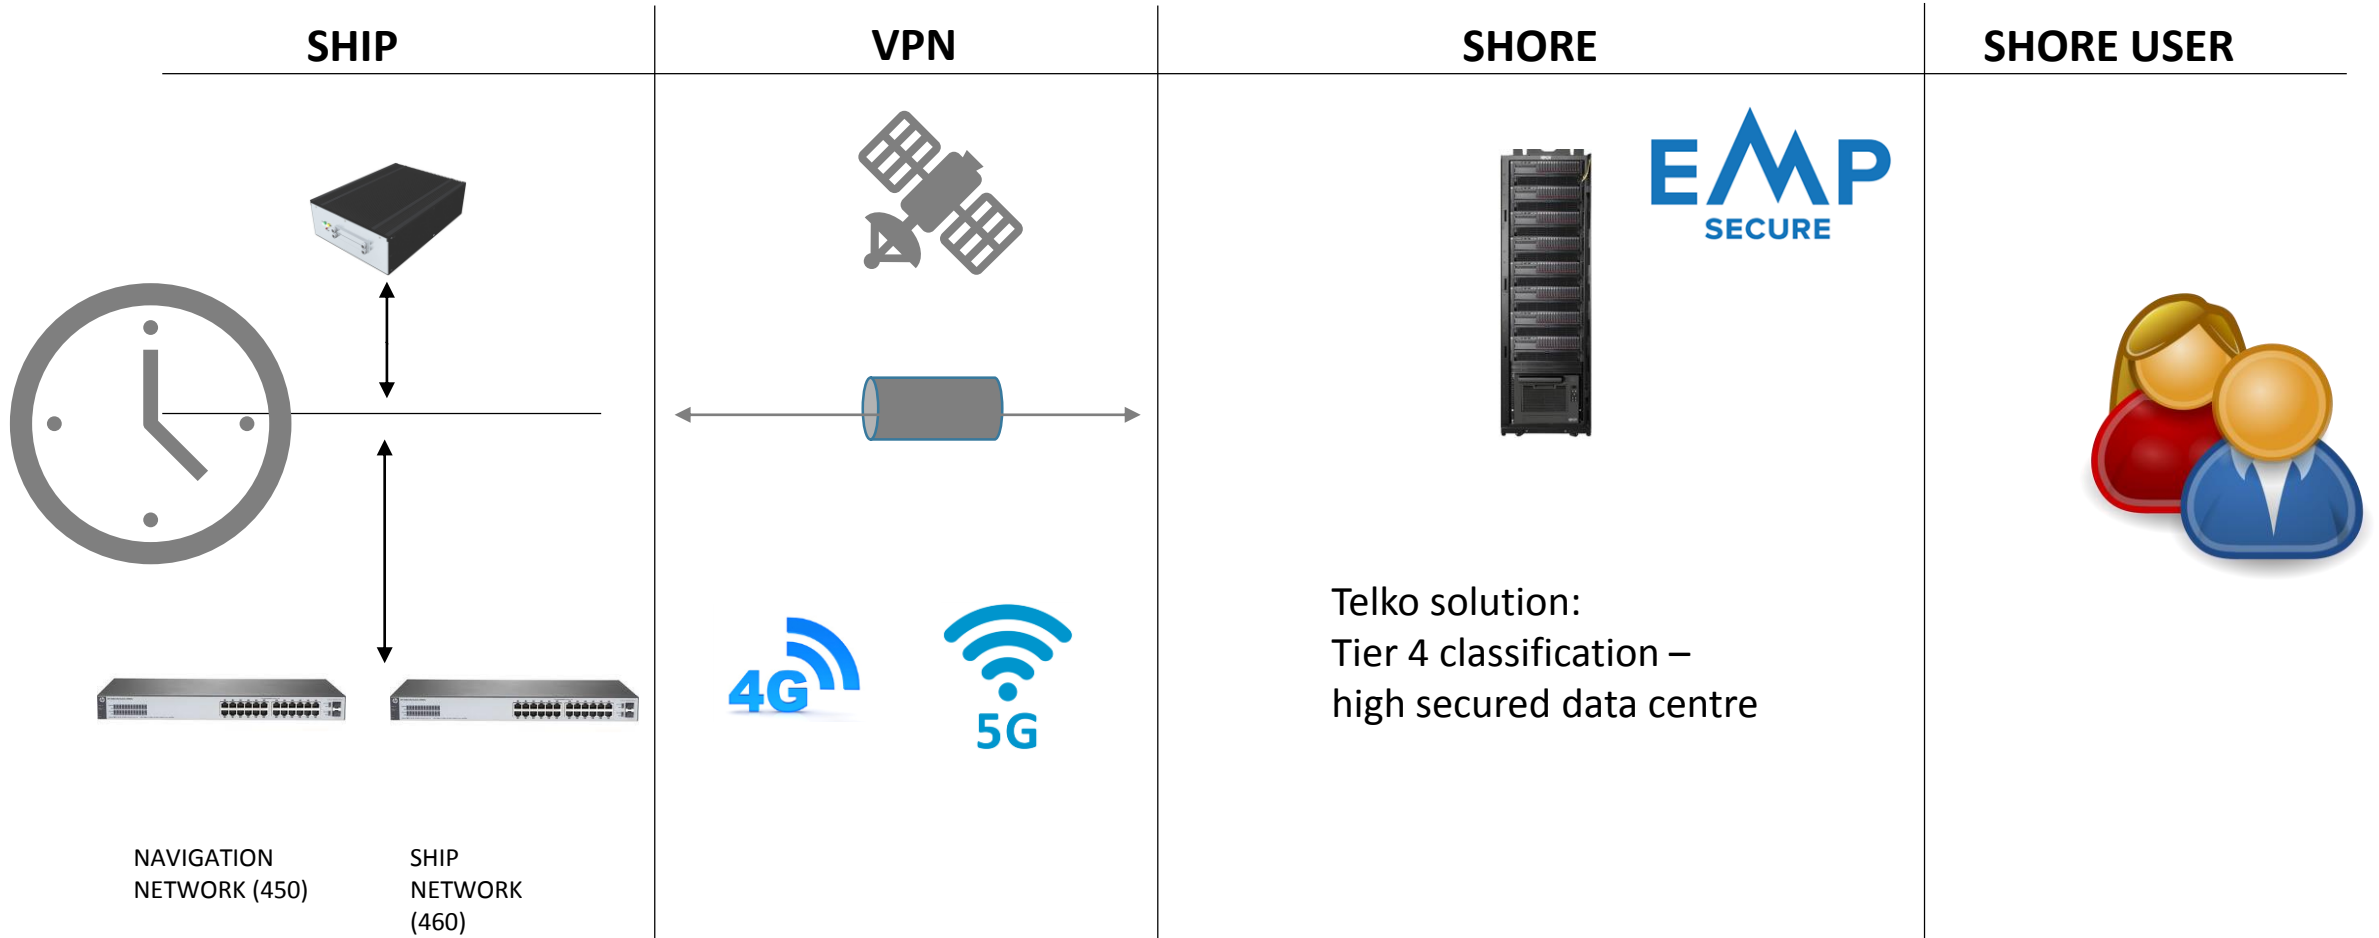 SHIP
VPN
SHORE
SHORE USER
EMP
SECURE
4G
5G
Telko solution:
Tier 4 classification –
high secured data centre
NAVIGATION
NETWORK (450)
SHIP
NETWORK
(460)